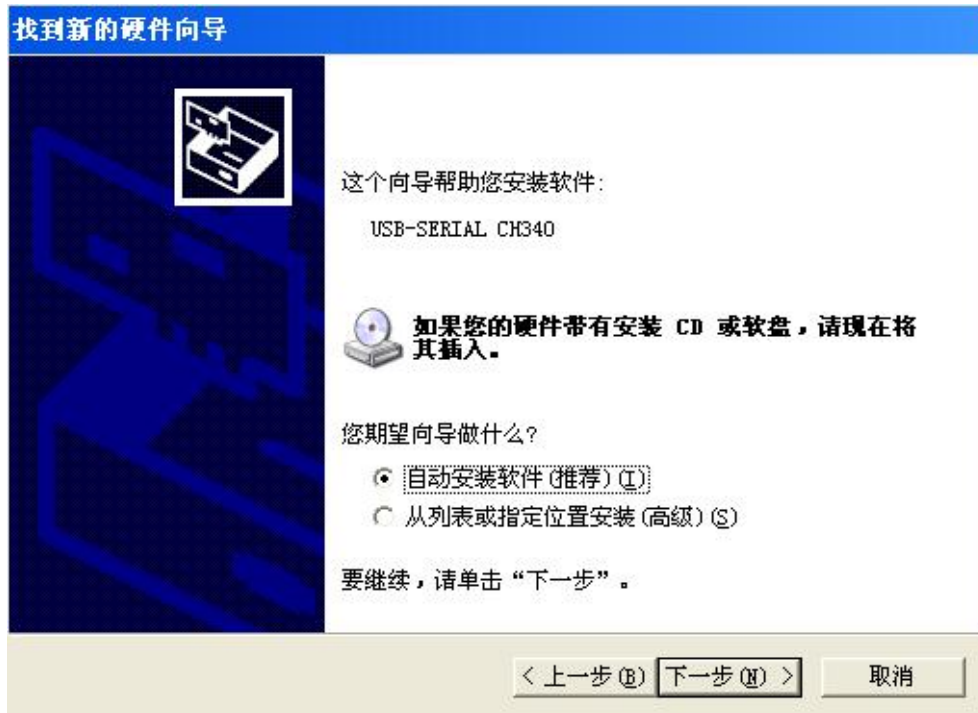 找到新的硬件向导
这个向导帮助您安装软件:
USB-SERIAL CH340
如果您的硬件带有安装 CD 或软盘，请现在将
其插入。
您期望向导做什么?
自动安装软件(推荐)(I)
从列表或指定位置安装(高级)(S)
要继续，请单击“下一步”。
< 上一步(B) 下一步(N) > 取消